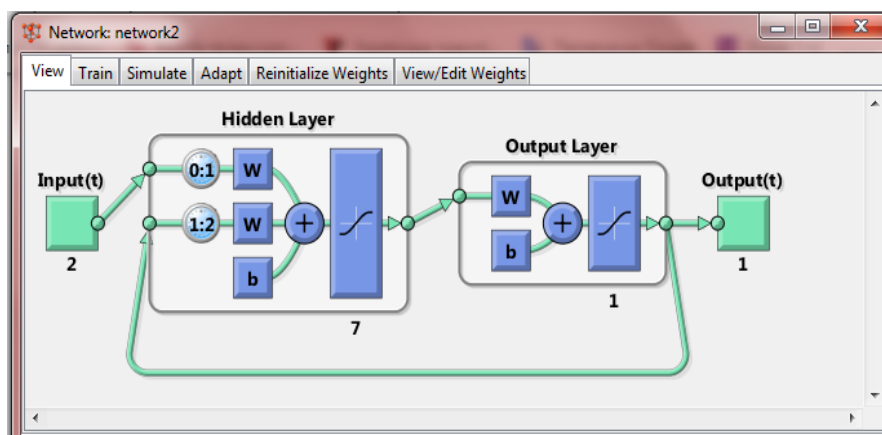 Network: network2
View Train Simulate Adapt Reinitialize Weights View/Edit Weights
Hidden Layer
Output Layer
Input(t)
Output(t)
0:1 W
W
1:2 W
+
+
b
b
2
1
1
7